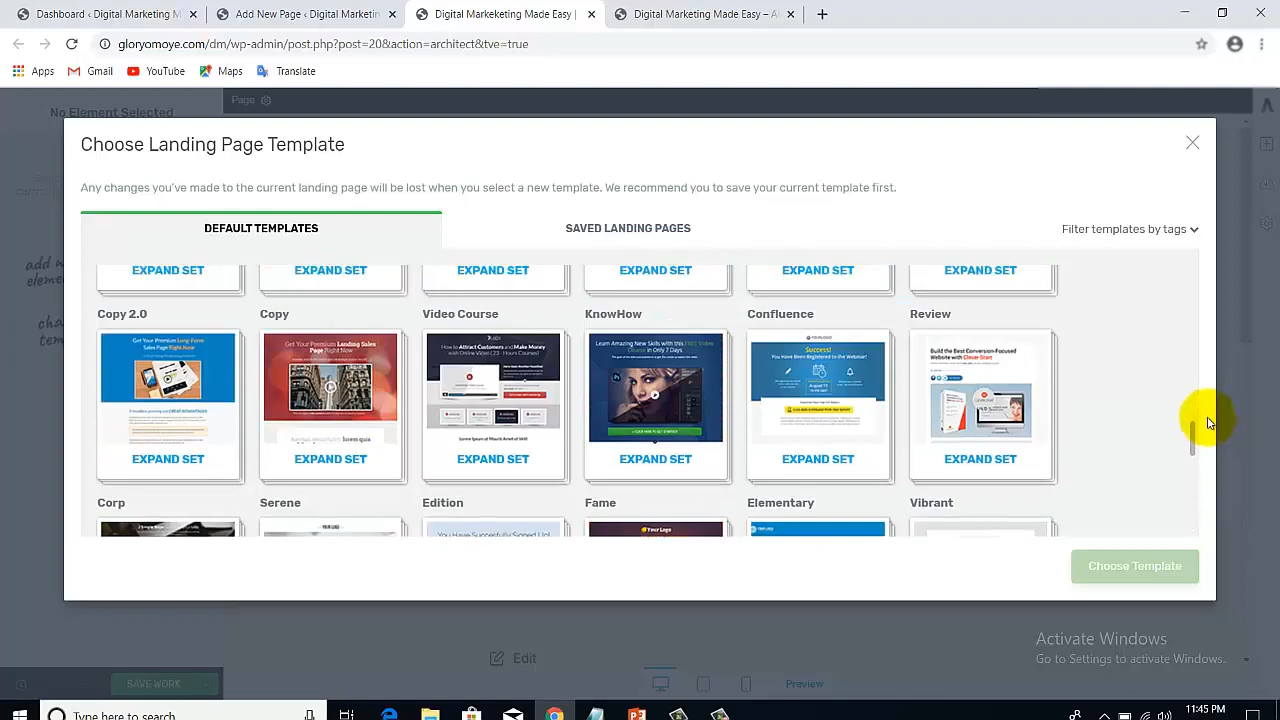 Dashboard ‹ Digital Marketing M
Add New Page ‹ Digital Marketin
Digital Markeketing Made Easy |
Digital Marketing Made Easy – A
gloryomoye.com/dm/wp-admin/post.php?post=20&action=architect&tve=true
Apps
Gmail
YouTube
Maps
Translate
No Element Selected
Page
Choose Landing Page Template
Any changes you've made to the current landing page will be lost when you select a new template. We recommend you to save your current template first.
DEFAULT TEMPLATES
SAVED LANDING PAGES
Filter templates by tags
EXPAND SET
EXPAND SET
EXPAND SET
EXPAND SET
EXPAND SET
EXPAND SET
Copy 2.0
Copy
Video Course
KnowHow
Confluence
Review
Get Your Premium Long-Form
Sales Page Right Now
Get Your Premium Landing Sales
Page Right Now
How to Attract Customers and Make Money
with Online Video (23 - Hours Courses)
Learn Amazing New Skills with this FREE Video
Course in Only 7 Days
Success!
You Have Been Registered to the Webinar!
Build the Best Conversion-Focused
Website with Clever Start
EXPAND SET
EXPAND SET
EXPAND SET
EXPAND SET
EXPAND SET
EXPAND SET
Corp
Serene
Edition
Fame
Elementary
Vibrant
Your Logo
Choose Template
Activate Windows
Go to Settings to activate Windows.
Edit
SAVE WORK
Preview
Type here to search
11:45 PM